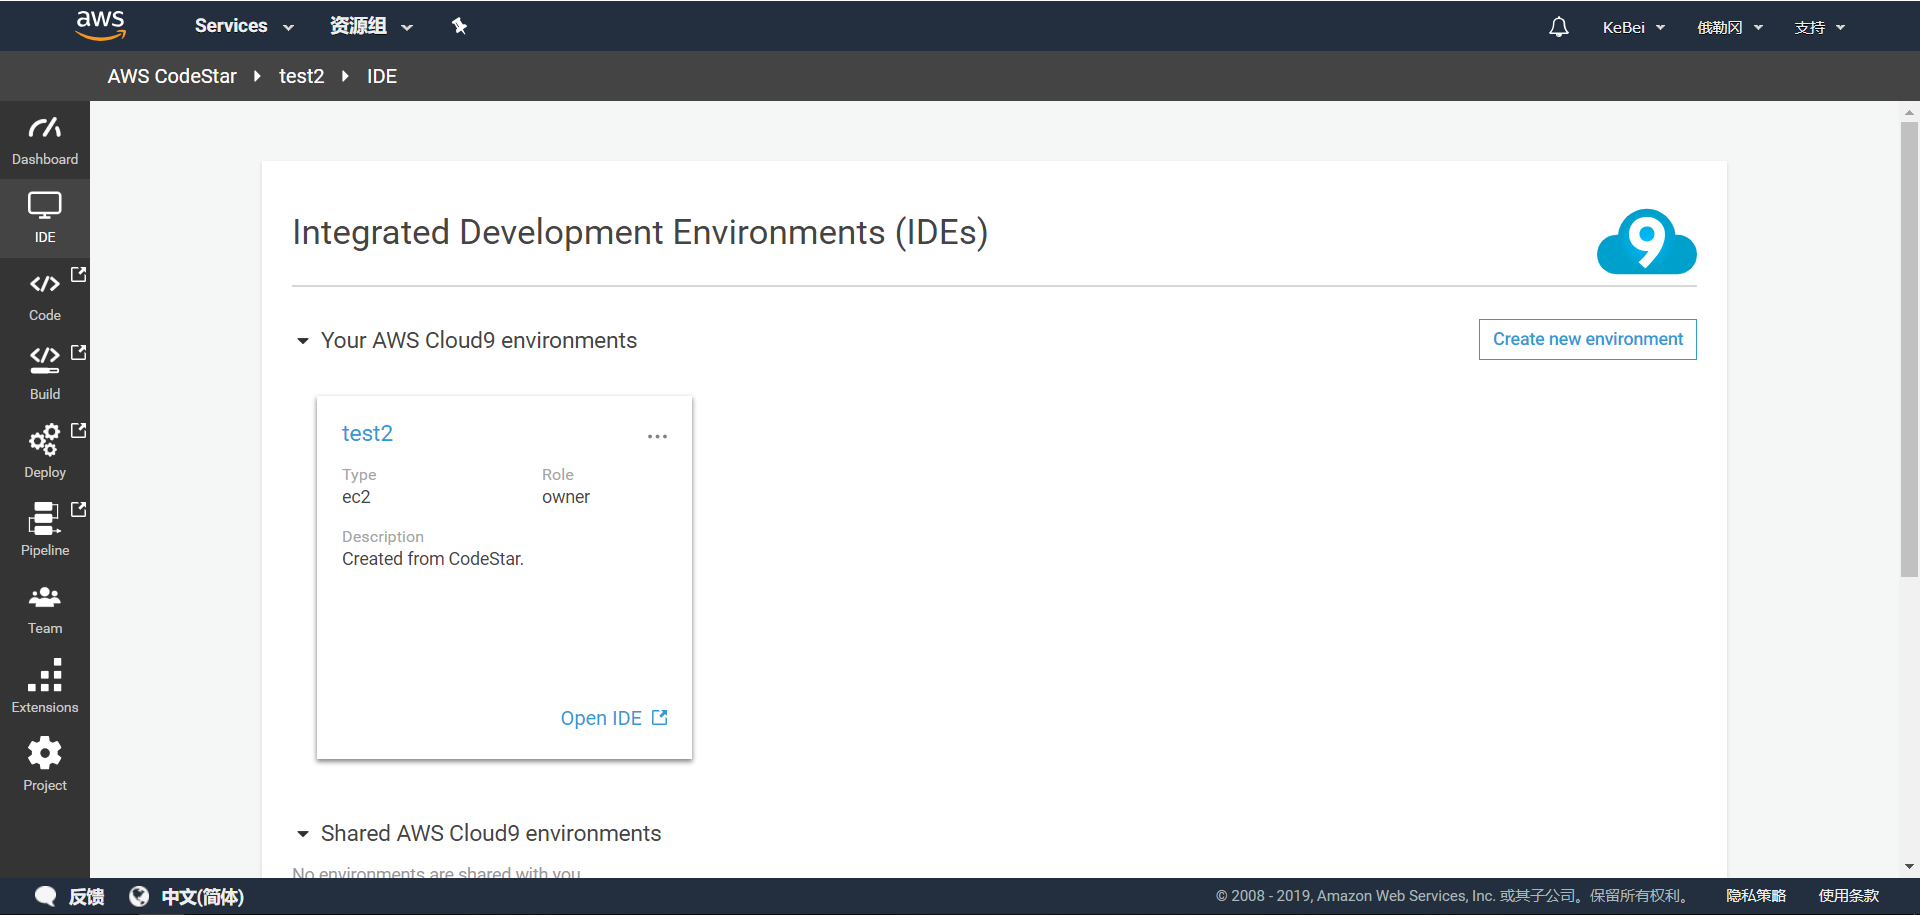 aws Services 资源组 KeBei 俄勒冈 支持
AWS CodeStar test2 IDE
Dashboard
IDE
Code
Build
Deploy
Pipeline
Team
Extensions
Project
Integrated Development Environments (IDEs)
9
Your AWS Cloud9 environments
Create new environment
test2
Type
Role
ec2
owner
Description
Created from CodeStar.
Open IDE
Shared AWS Cloud9 environments
No environments are shared with you
反馈 中文(简体) © 2008 - 2019, Amazon Web Services, Inc. 或其子公司。保留所有权利。 隐私策略 使用条款